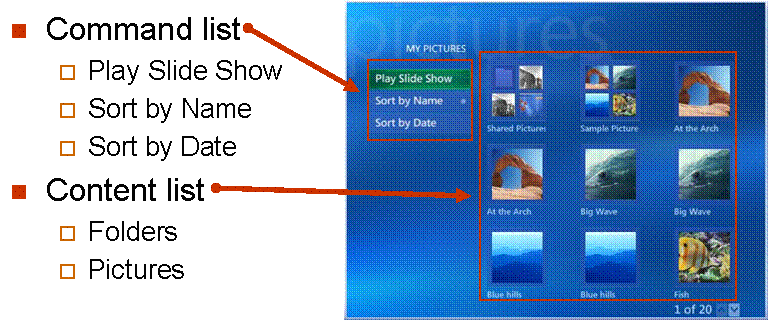 Command list
Play Slide Show
Sort by Name
Sort by Date
Content list
Folders
Pictures
pictures
MY PICTURES
Play Slide Show
Sort by Name
Sort by Date
Shared Pictures Sample Picture At the Arch
At the Arch Big Wave Big Wave
Blue hills Blue hills Fish
1 of 20